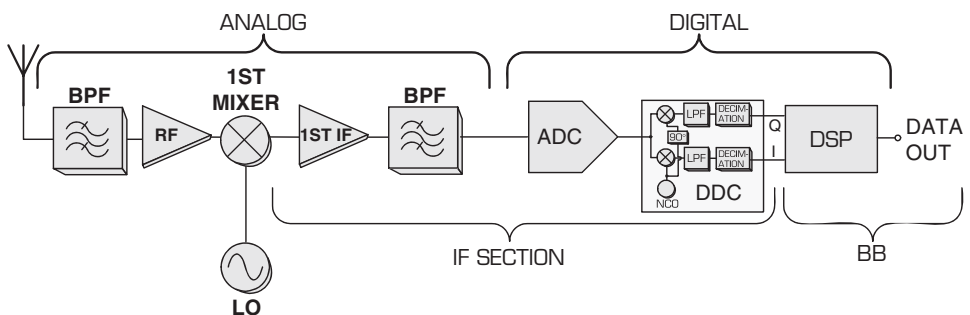 ANALOG
DIGITAL
BPF
RF
1ST
MIXER
1ST IF
BPF
ADC
LPF
DECIM-
ATION
Q
90°
LPF
DECIM-
ATION
I
NCO
DDC
DSP
DATA
OUT
LO
IF SECTION
BB